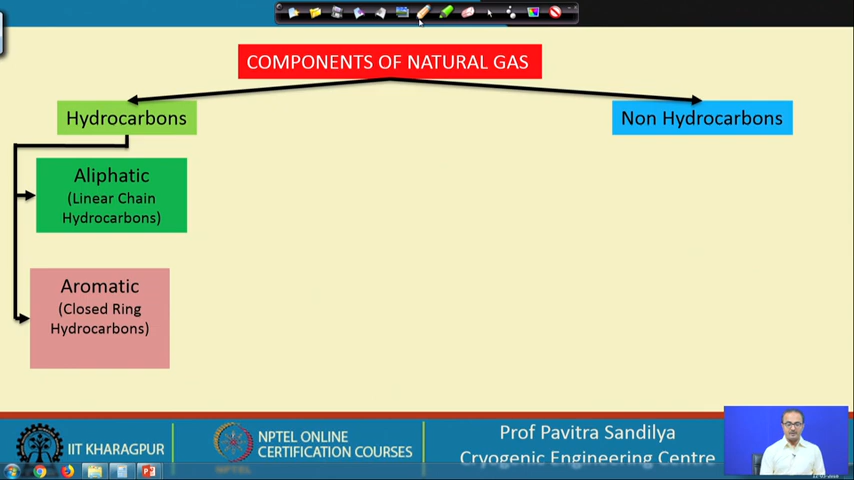 COMPONENTS OF NATURAL GAS
Hydrocarbons
Non Hydrocarbons
Aliphatic
(Linear Chain
Hydrocarbons)
Aromatic
(Closed Ring
Hydrocarbons)
IIT KHARAGPUR
NPTEL ONLINE
CERTIFICATION COURSES
NPTEL
Prof Pavitra Sandilya
Cryogenic Engineering Centre